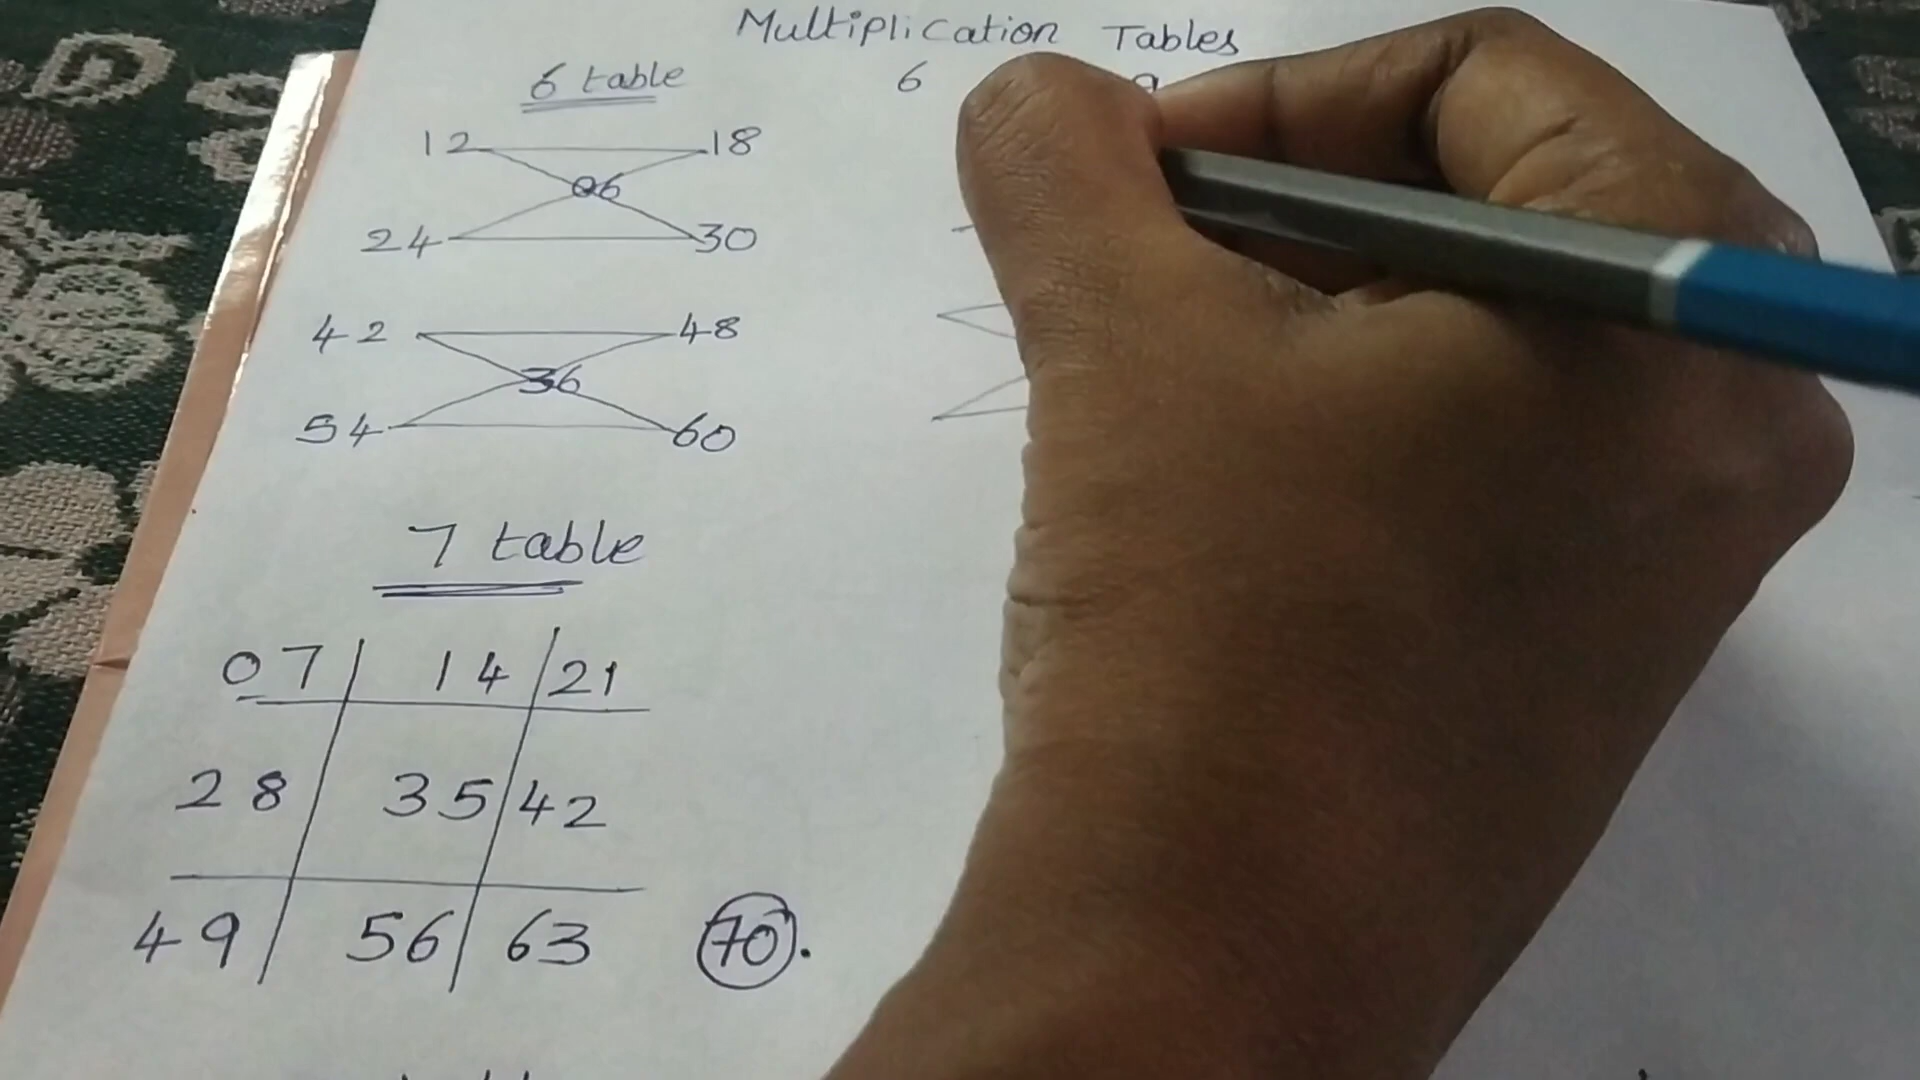 Multiplication Tables
6 table
6
12 18
06
24 30
42 48
36
54 60
7 table
07 14 21
28 35 42
49 56 63 70.